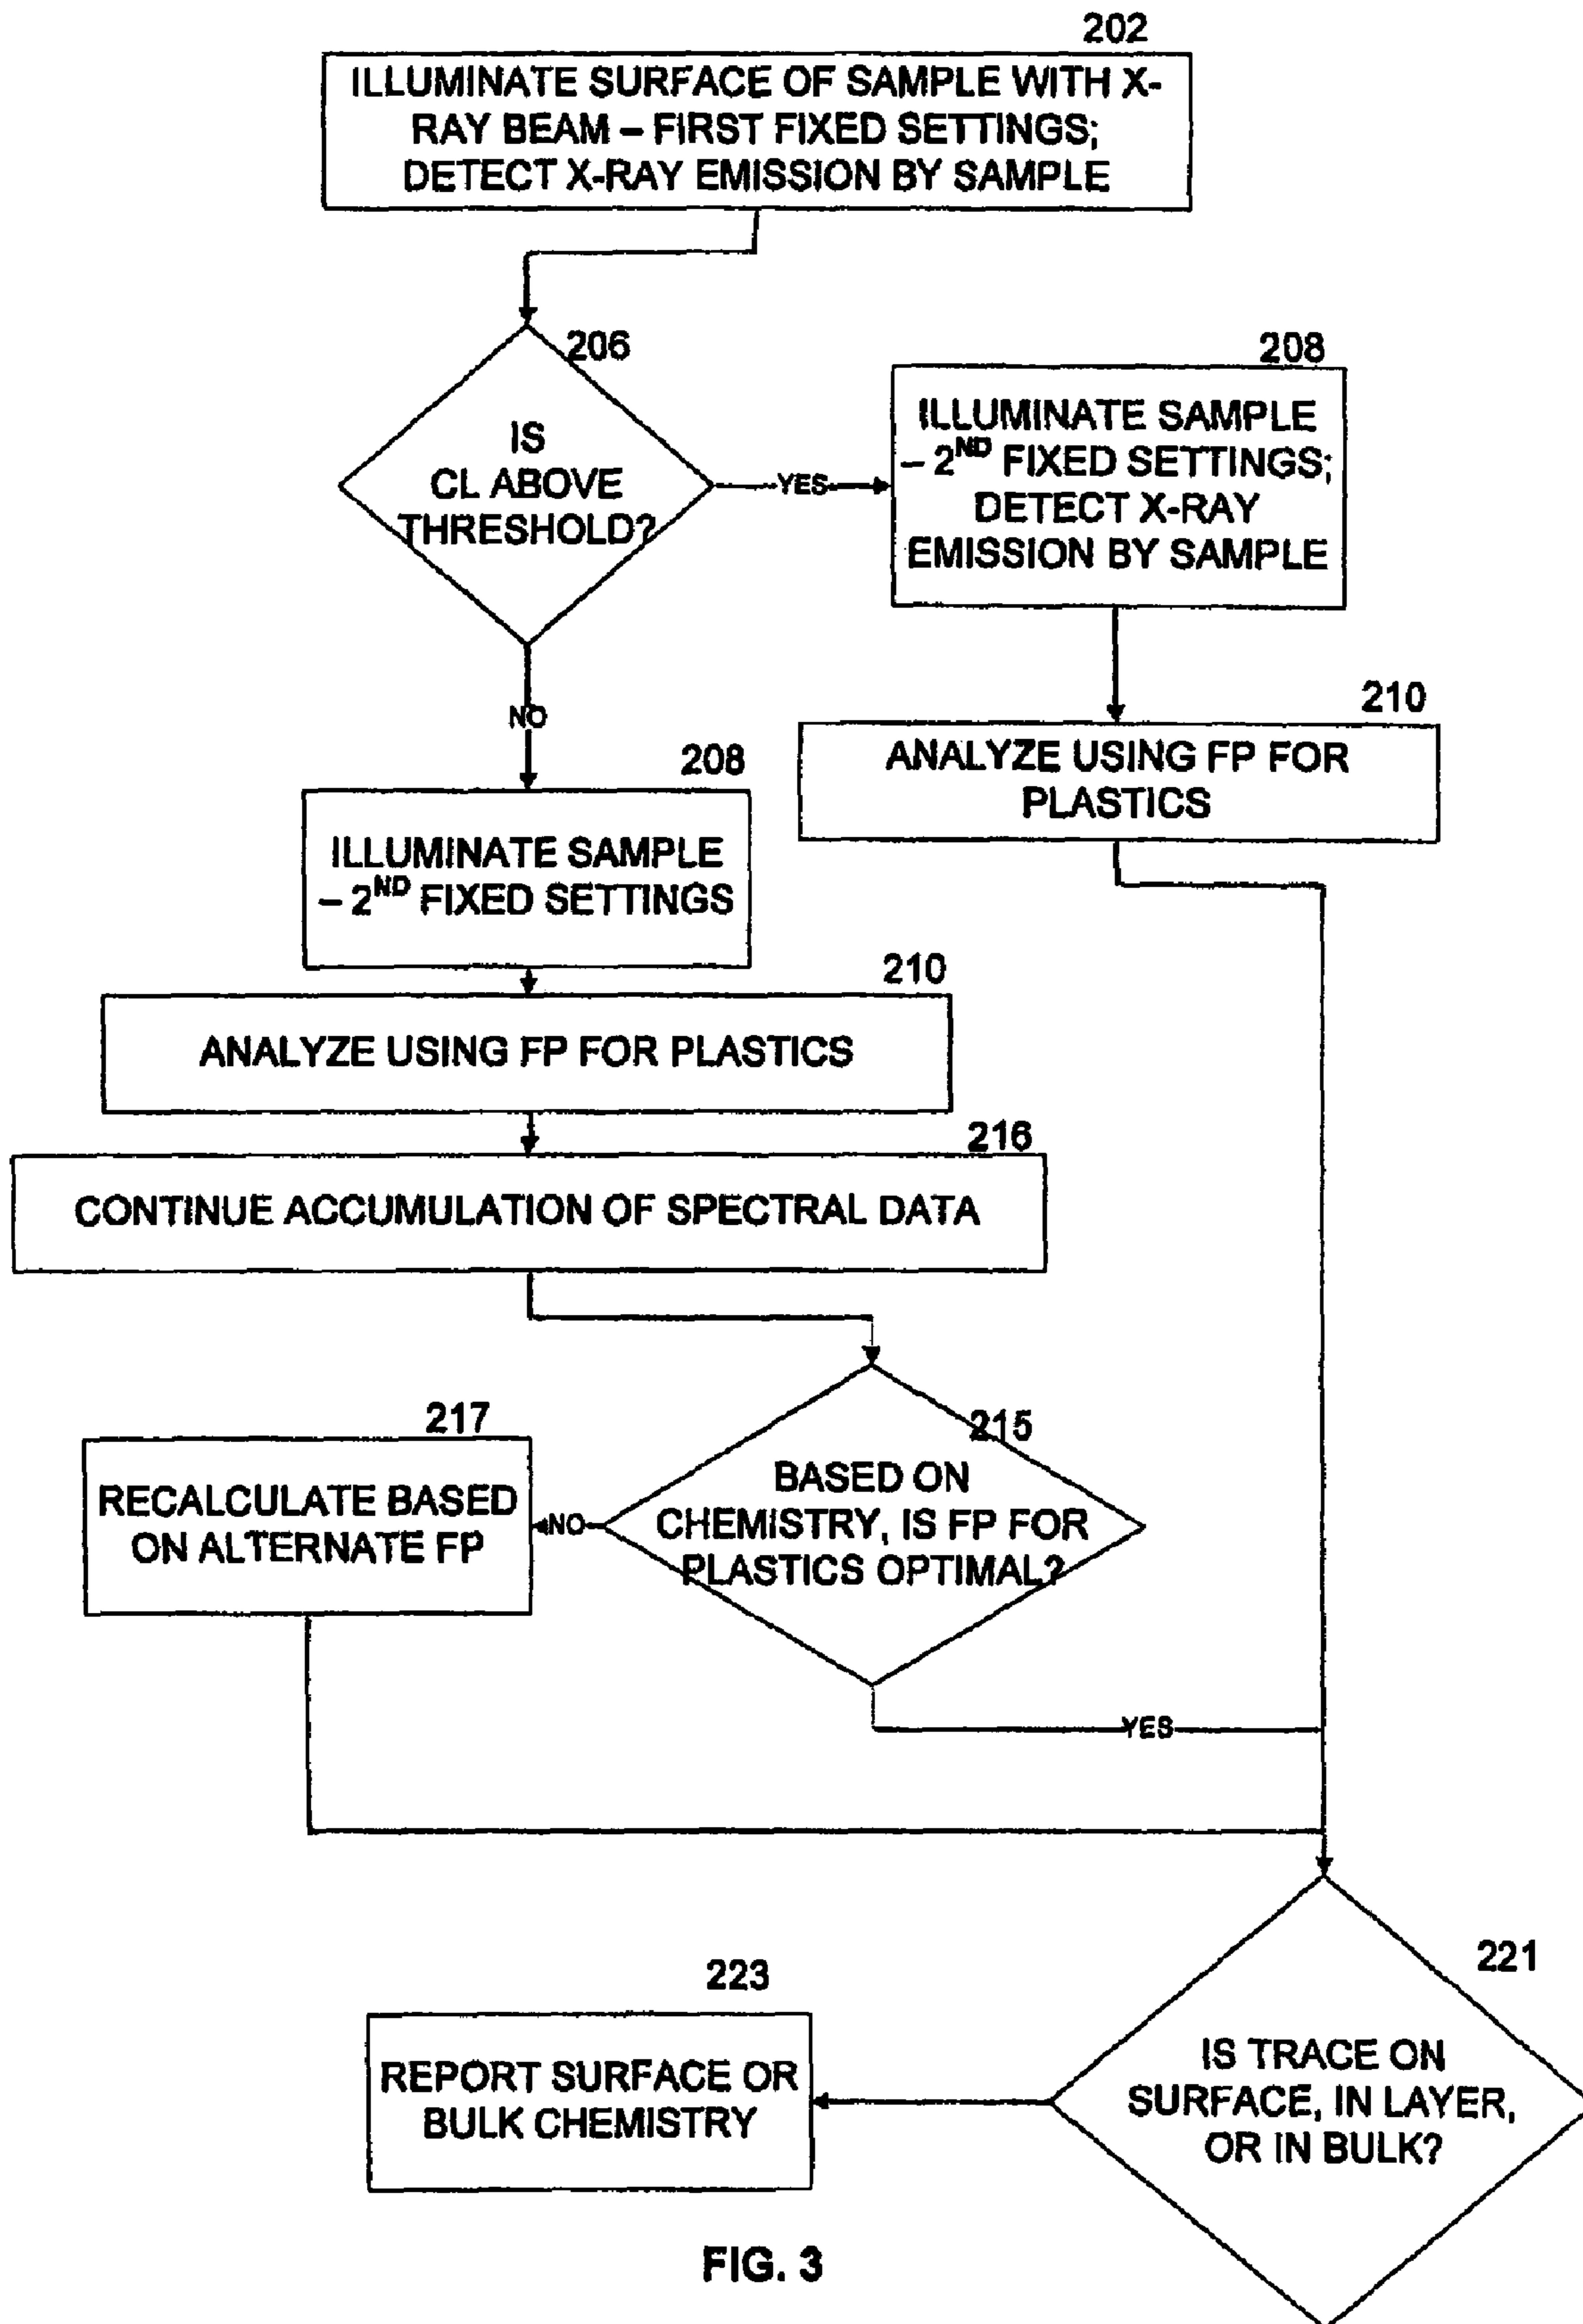 202
ILLUMINATE SURFACE OF SAMPLE WITH X-
RAY BEAM – FIRST FIXED SETTINGS;
DETECT X-RAY EMISSION BY SAMPLE
206
IS
CL ABOVE
THRESHOLD?
YES
208
ILLUMINATE SAMPLE
– 2ND FIXED SETTINGS;
DETECT X-RAY
EMISSION BY SAMPLE
210
ANALYZE USING FP FOR
PLASTICS
NO
208
ILLUMINATE SAMPLE
– 2ND FIXED SETTINGS
210
ANALYZE USING FP FOR PLASTICS
216
CONTINUE ACCUMULATION OF SPECTRAL DATA
215
BASED ON
CHEMISTRY, IS FP FOR
PLASTICS OPTIMAL?
NO
217
RECALCULATE BASED
ON ALTERNATE FP
YES
221
IS TRACE ON
SURFACE, IN LAYER,
OR IN BULK?
223
REPORT SURFACE OR
BULK CHEMISTRY
FIG. 3